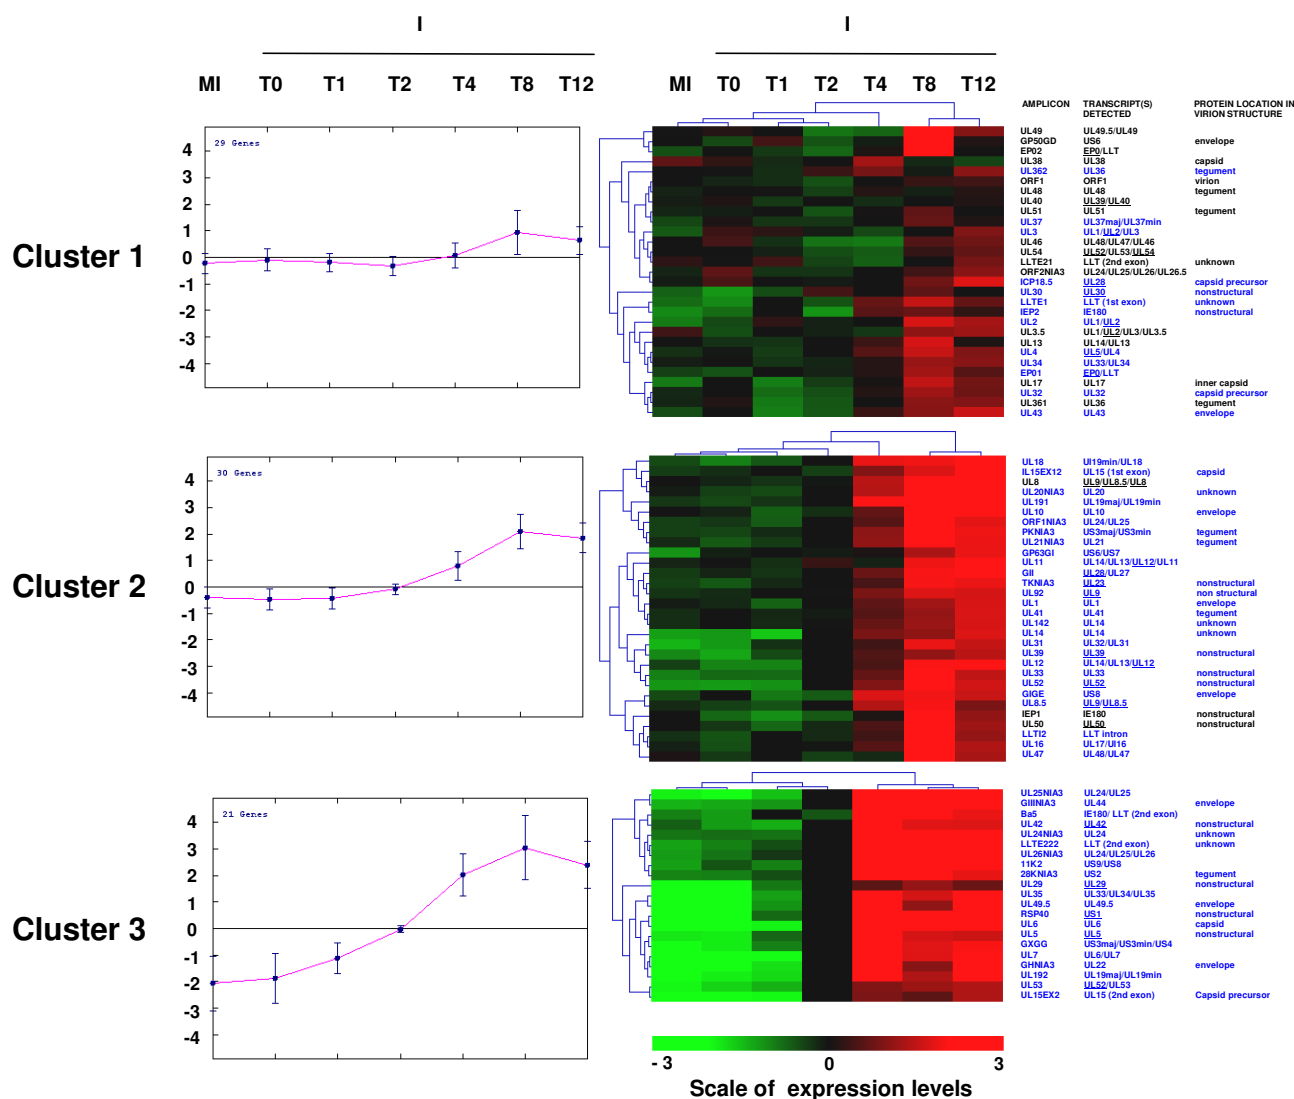 I I
MI T0 T1 T2 T4 T8 T12 MI T0 T1 T2 T4 T8 T12
AMPLICON TRANSCRIPT(S) DETECTED PROTEIN LOCATION IN VIRION STRUCTURE
Cluster 1
29 Genes
4
3
2
1
0
-1
-2
-3
-4
UL49 UL49.5/UL49
GP50GD US6 envelope
EP02 EP0/LLT
UL38 UL38 capsid
UL362 UL36 tegument
ORF1 ORF1 virion
UL48 UL48 tegument
UL40 UL39/UL40
UL51 UL51 tegument
UL37 UL37maj/UL37min
UL3 UL1/UL2/UL3
UL46 UL48/UL47/UL46
UL54 UL52/UL53/UL54
LLTE21 LLT (2nd exon) unknown
ORF2NIA3 UL24/UL25/UL26/UL26.5
ICP18.5 UL28 capsid precursor
UL30 UL30 nonstructural
LLTE1 LLT (1st exon) unknown
IEP2 IE180 nonstructural
UL2 UL1/UL2
UL3.5 UL1/UL2/UL3/UL3.5
UL13 UL14/UL13
UL4 UL5/UL4
UL34 UL33/UL34
EP01 EP0/LLT
UL17 UL17 inner capsid
UL32 UL32 capsid precursor
UL361 UL36 tegument
UL43 UL43 envelope
Cluster 2
30 Genes
4
3
2
1
0
-1
-2
-3
-4
UL18 Ul19min/UL18
IL15EX12 UL15 (1st exon) capsid
UL8 UL9/UL8.5/UL8
UL20NIA3 UL20 unknown
UL191 UL19maj/UL19min
UL10 UL10 envelope
ORF1NIA3 UL24/UL25
PKNIA3 US3maj/US3min tegument
UL21NIA3 UL21 tegument
GP63GI US6/US7
UL11 UL14/UL13/UL12/UL11
GII UL28/UL27
TKNIA3 UL23 nonstructural
UL92 UL9 non structural
UL1 UL1 envelope
UL41 UL41 tegument
UL142 UL14 unknown
UL14 UL14 unknown
UL31 UL32/UL31
UL39 UL39 nonstructural
UL12 UL14/UL13/UL12
UL33 UL33 nonstructural
UL52 UL52 nonstructural
GIGE US8 envelope
UL8.5 UL9/UL8.5
IEP1 IE180 nonstructural
UL50 UL50 nonstructural
LLTI2 LLT intron
UL16 UL17/Ul16
UL47 UL48/UL47
Cluster 3
21 Genes
4
3
2
1
0
-1
-2
-3
-4
UL25NIA3 UL24/UL25
GIIINIA3 UL44 envelope
Ba5 IE180/ LLT (2nd exon)
UL42 UL42 nonstructural
UL24NIA3 UL24 unknown
LLTE222 LLT (2nd exon) unknown
UL26NIA3 UL24/UL25/UL26
11K2 US9/US8
28KNIA3 US2 tegument
UL29 UL29 nonstructural
UL35 UL33/UL34/UL35
UL49.5 UL49.5 envelope
RSP40 US1 nonstructural
UL6 UL6 capsid
UL5 UL5 nonstructural
GXGG US3maj/US3min/US4
UL7 UL6/UL7
GHNIA3 UL22 envelope
UL192 UL19maj/UL19min
UL53 UL52/UL53
UL15EX2 UL15 (2nd exon) Capsid precursor
- 3 0 3
Scale of expression levels